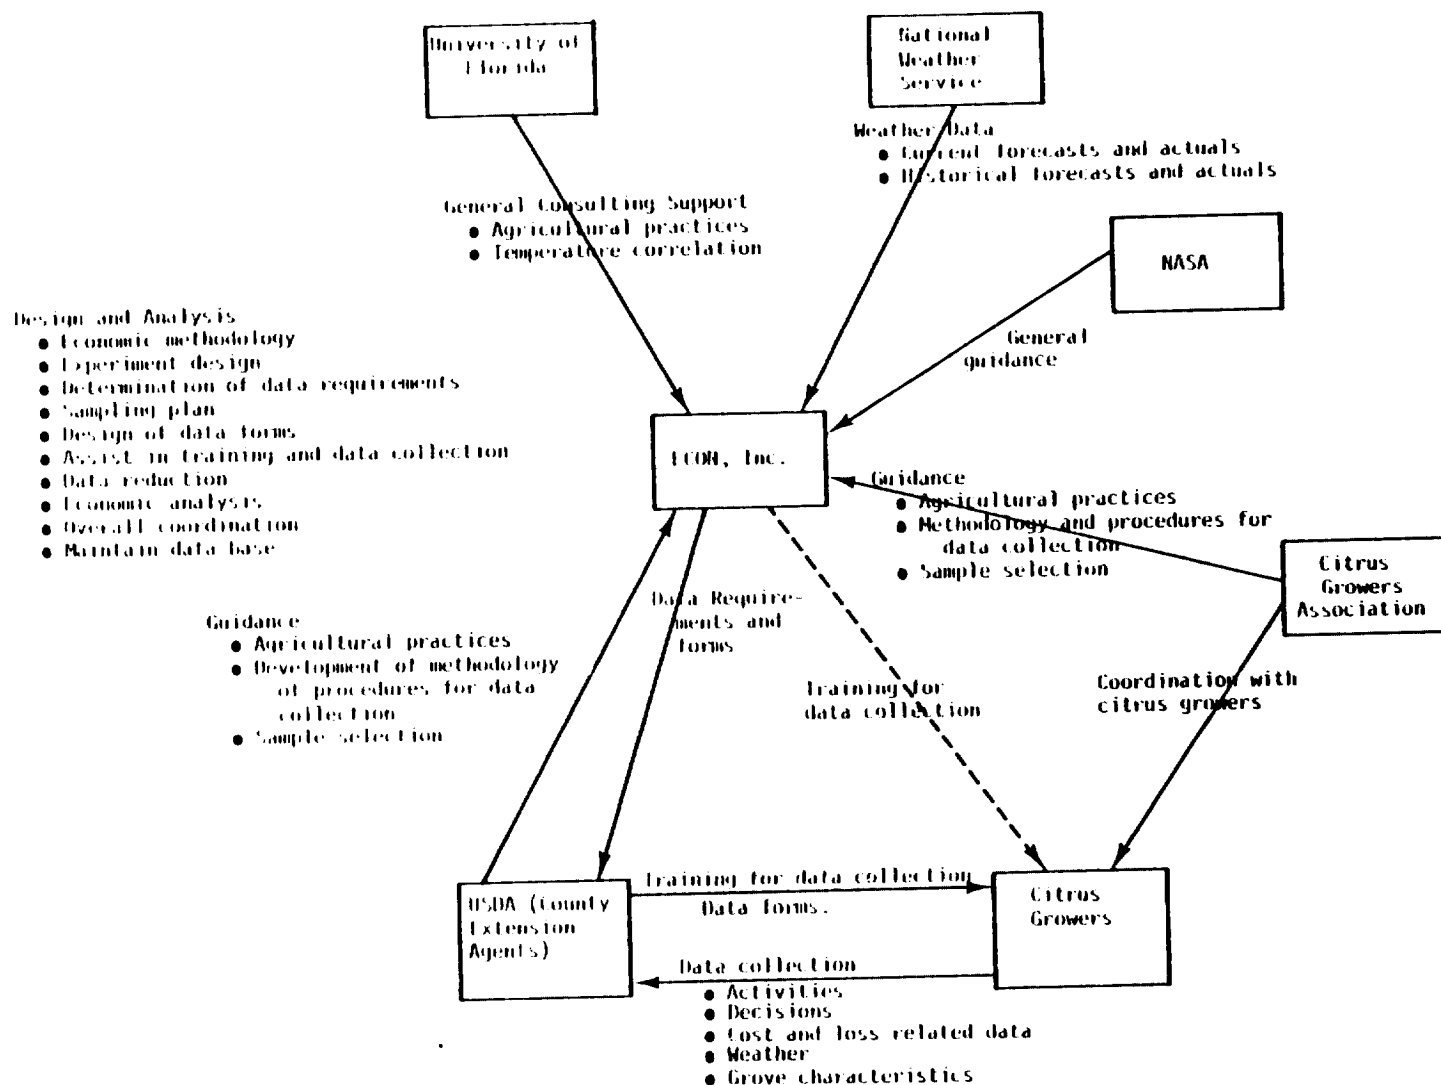 University of
Florida
National
Weather
Service
Weather Data
● Current forecasts and actuals
● Historical forecasts and actuals
General Consulting Support
● Agricultural practices
● Temperature correlation
NASA
General
guidance
Design and Analysis
● Economic methodology
● Experiment design
● Determination of data requirements
● Sampling plan
● Design of data forms
● Assist in training and data collection
● Data reduction
● Economic analysis
● Overall coordination
● Maintain data base
ECON, Inc.
Guidance
● Agricultural practices
● Methodology and procedures for
data collection
● Sample selection
Citrus
Growers
Association
Data Require-
ments and
forms
Guidance
● Agricultural practices
● Development of methodology
of procedures for data
collection
● Sample selection
Training for
data collection
Coordination with
citrus growers
USDA (County
Extension
Agents)
Training for data collection
Data forms.
Citrus
Growers
Data collection
● Activities
● Decisions
● Cost and loss related data
● Weather
● Grove characteristics